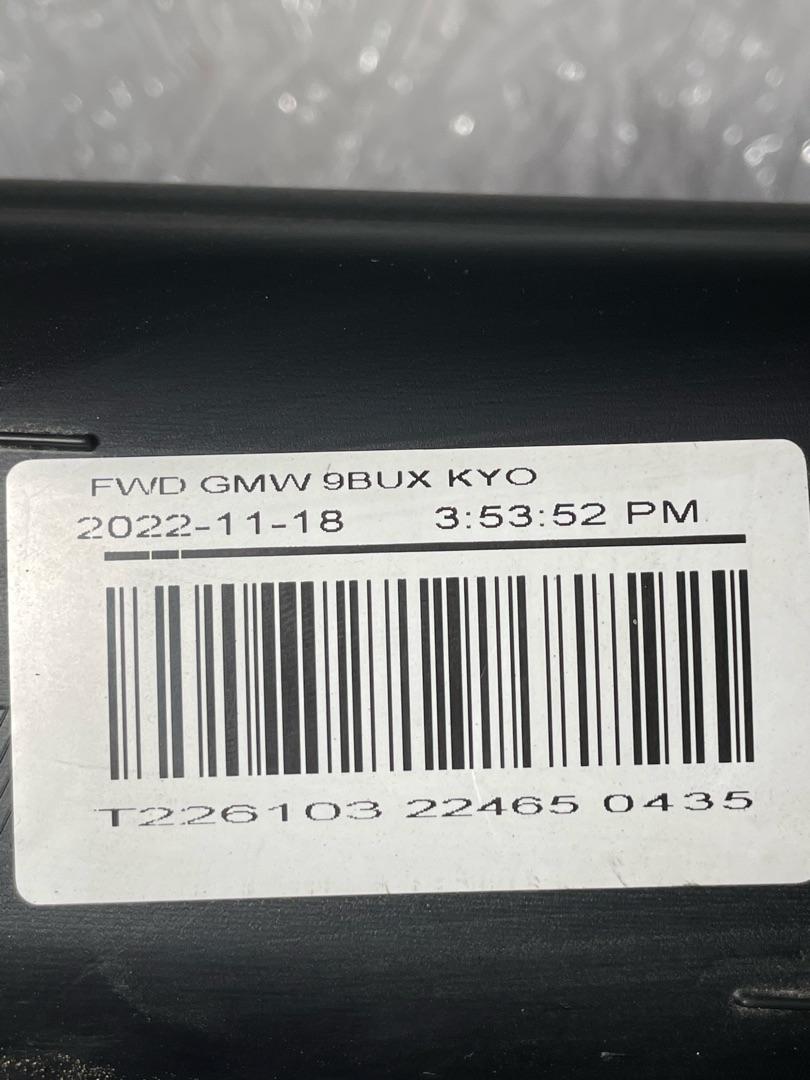 FWD GMW 9BUX KYO
2022-11-18 3:53:52 PM
T226103 22465 0435